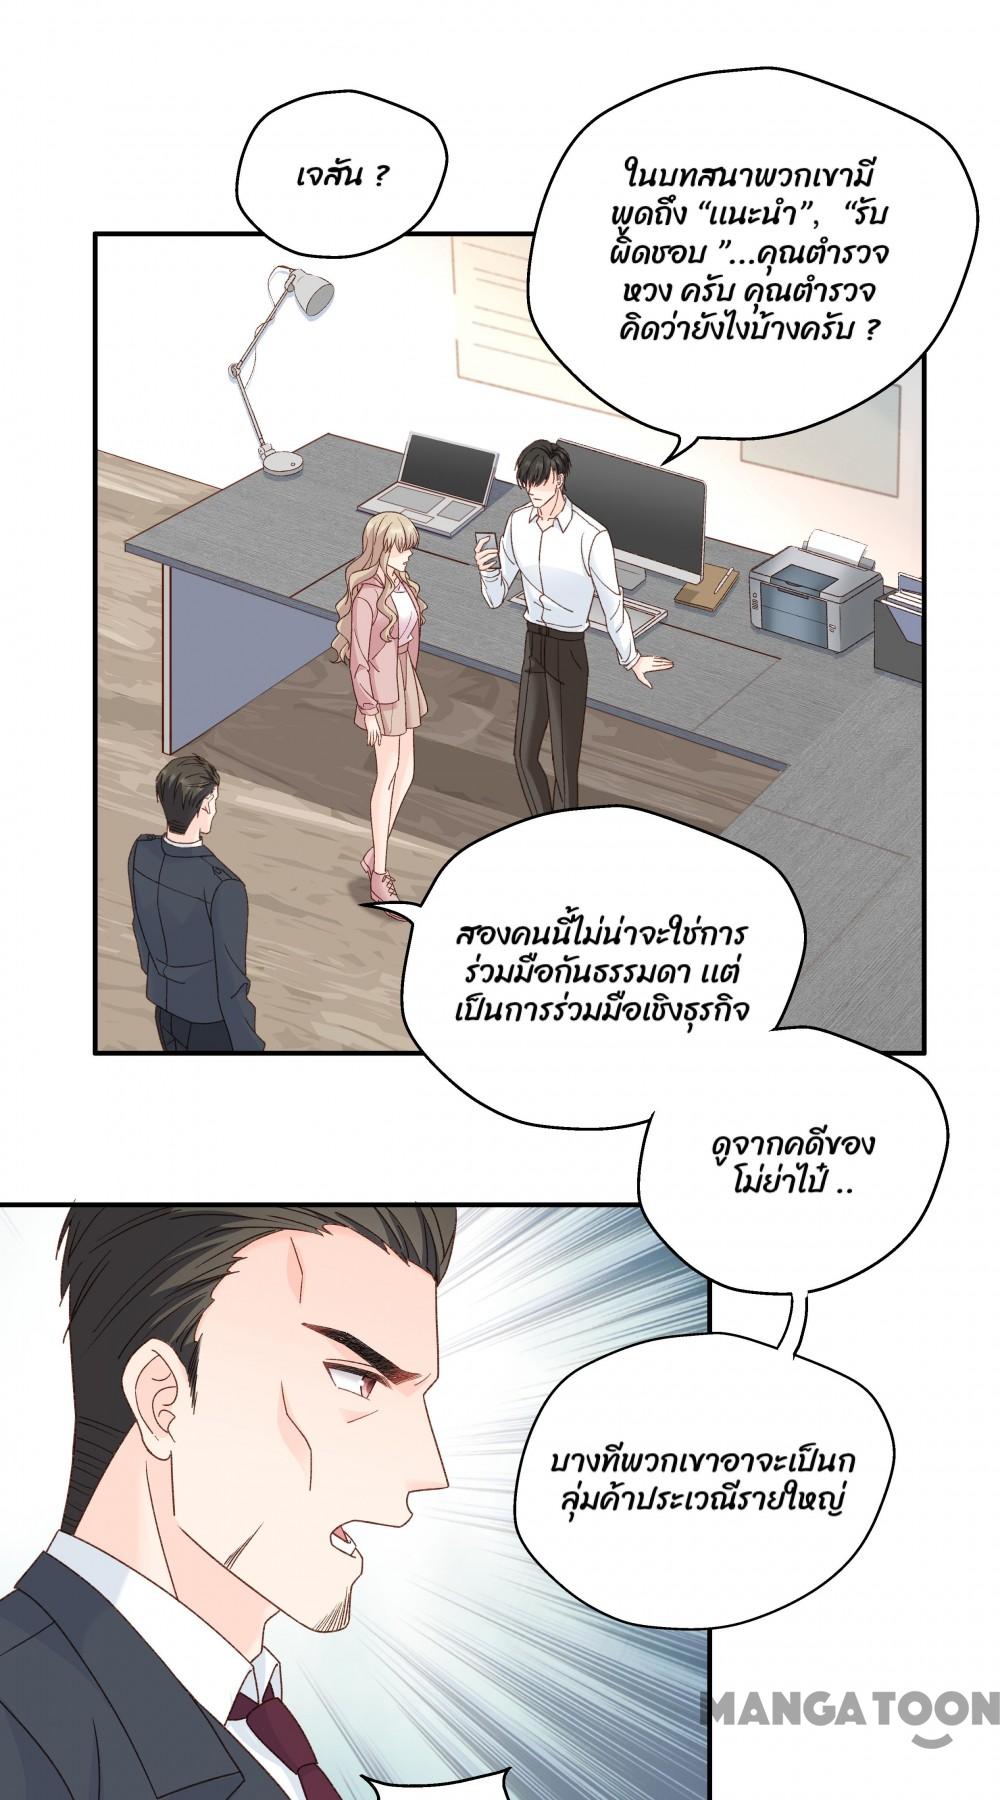 เจสัน ?
ในบทสนาพวกเขามี
พูดถึง “แนะนำ”, “รับ
ผิดชอบ ”...คุณตำรวจ
หวง ครับ คุณตำรวจ
คิดว่ายังไงบ้างครับ ?
สองคนนี้ไม่น่าจะใช่การ
ร่วมมือกันธรรมดา แต่
เป็นการร่วมมือเชิงธุรกิจ
ดูจากคดีของ
โม่ย่าไป๋ ..
บางทีพวกเขาอาจะเป็นก
ลุ่มค้าประเวณีรายใหญ่
MANGATOON